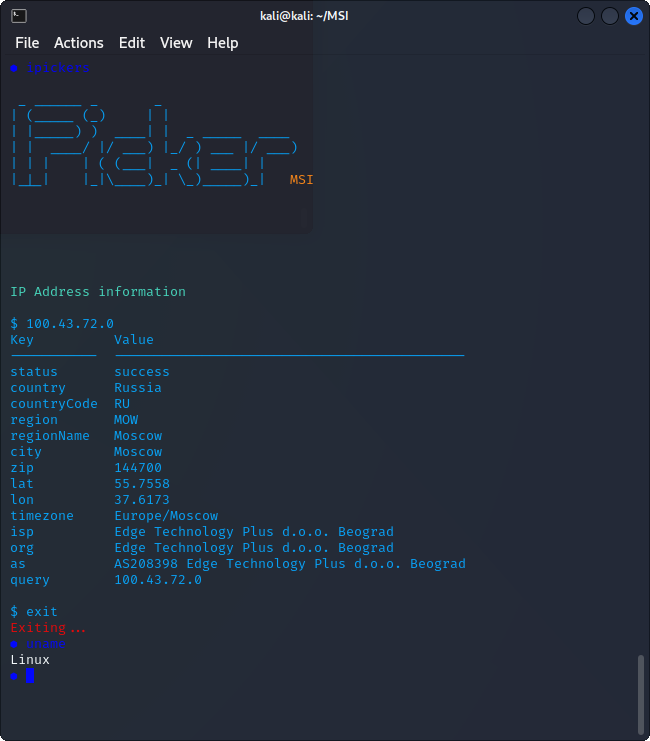 kali@kali: ~/MSI
File Actions Edit View Help
ipickers
MSI
IP Address information
$ 100.43.72.0
Key Value
status success
country Russia
countryCode RU
region MOW
regionName Moscow
city Moscow
zip 144700
lat 55.7558
lon 37.6173
timezone Europe/Moscow
isp Edge Technology Plus d.o.o. Beograd
org Edge Technology Plus d.o.o. Beograd
as AS208398 Edge Technology Plus d.o.o. Beograd
query 100.43.72.0
$ exit
Exiting...
uname
Linux